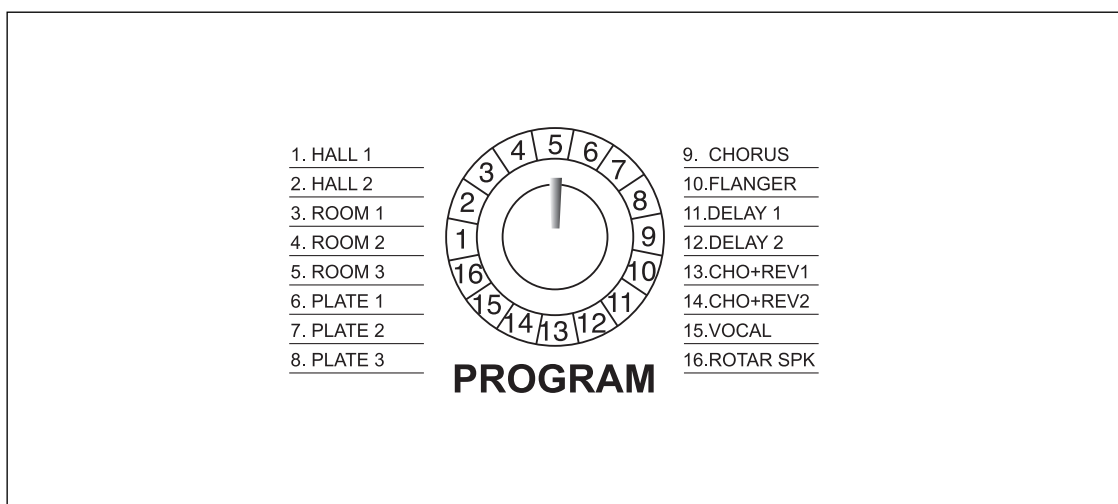 1. HALL 1
2. HALL 2
3. ROOM 1
4. ROOM 2
5. ROOM 3
6. PLATE 1
7. PLATE 2
8. PLATE 3
1
2
3
4
5
6
7
8
9
10
11
12
13
14
15
16
PROGRAM
9. CHORUS
10.FLANGER
11.DELAY 1
12.DELAY 2
13.CHO+REV1
14.CHO+REV2
15.VOCAL
16.ROTAR SPK